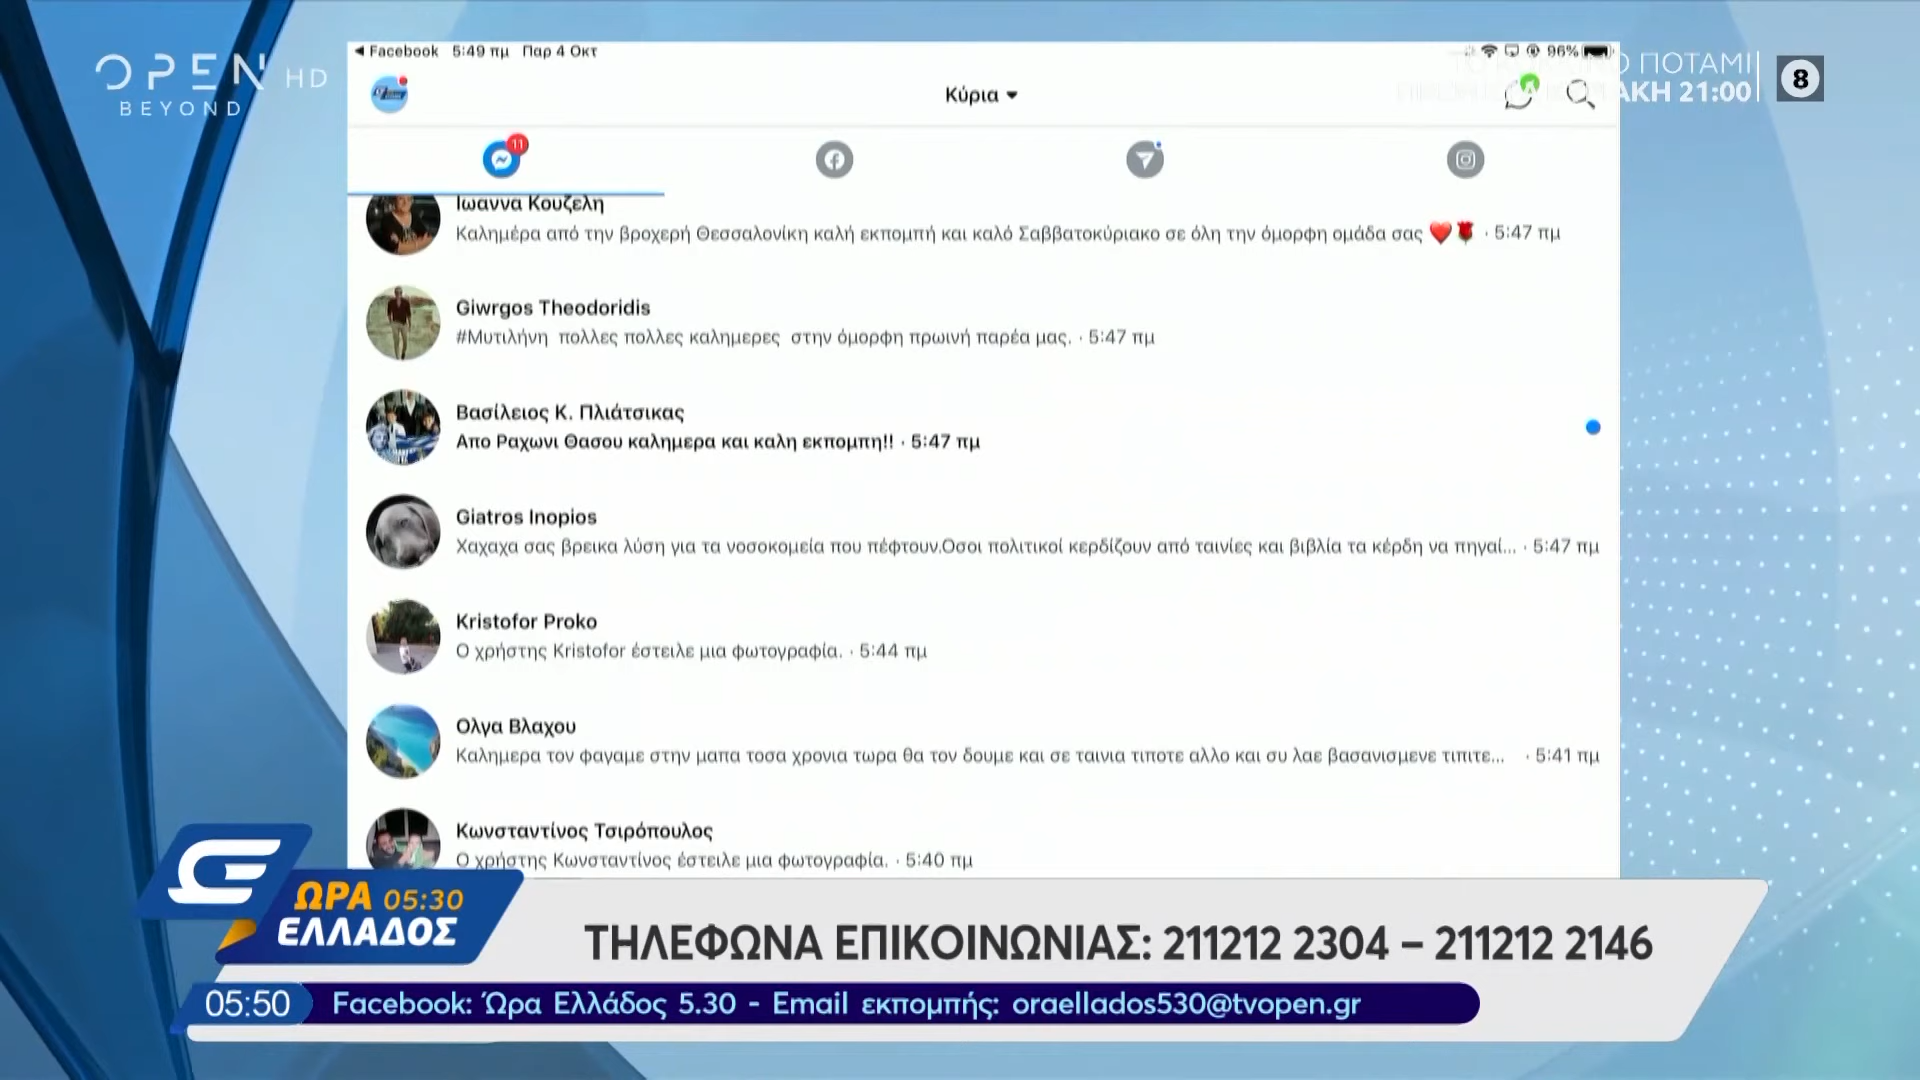 OPEN HD
BEYOND
Facebook 5:49 πμ Παρ 4 Οκτ
96%
ΠΟΤΑΜΙ
21:00
8
Κύρια
11
Ιωαννα Κουζελη
Καλημέρα από την βροχερή Θεσσαλονίκη καλή εκπομπή και καλό Σαββατοκύριακο σε όλη την όμορφη ομάδα σας ❤️🌹 · 5:47 πμ
Giwrgos Theodoridis
#Μυτιλήνη πολλες πολλες καλημερες στην όμορφη πρωινή παρέα μας. · 5:47 πμ
Βασίλειος Κ. Πλιάτσικας
Απο Ραχωνι Θασου καλημερα και καλη εκπομπη!! · 5:47 πμ
Giatros Inopios
Χαχαχα σας βρεικα λύση για τα νοσοκομεία που πέφτουν.Οσοι πολιτικοί κερδίζουν από ταινίες και βιβλία τα κέρδη να πηγαί... · 5:47 πμ
Kristofor Proko
Ο χρήστης Kristofor έστειλε μια φωτογραφία. · 5:44 πμ
Ολγα Βλαχου
Καλημερα τον φαγαμε στην μαπα τοσα χρονια τωρα θα τον δουμε και σε ταινια τιποτε αλλο και συ λαε βασανισμενε τιπιτε... · 5:41 πμ
Κωνσταντίνος Τσιρόπουλος
Ο χρήστης Κωνσταντίνος έστειλε μια φωτογραφία. · 5:40 πμ
ΩΡΑ 05:30
ΕΛΛΑΔΟΣ
ΤΗΛΕΦΩΝΑ ΕΠΙΚΟΙΝΩΝΙΑΣ: 211212 2304 – 211212 2146
05:50 Facebook: Ώρα Ελλάδος 5.30 - Email εκπομπής: oraellados530@tvopen.gr